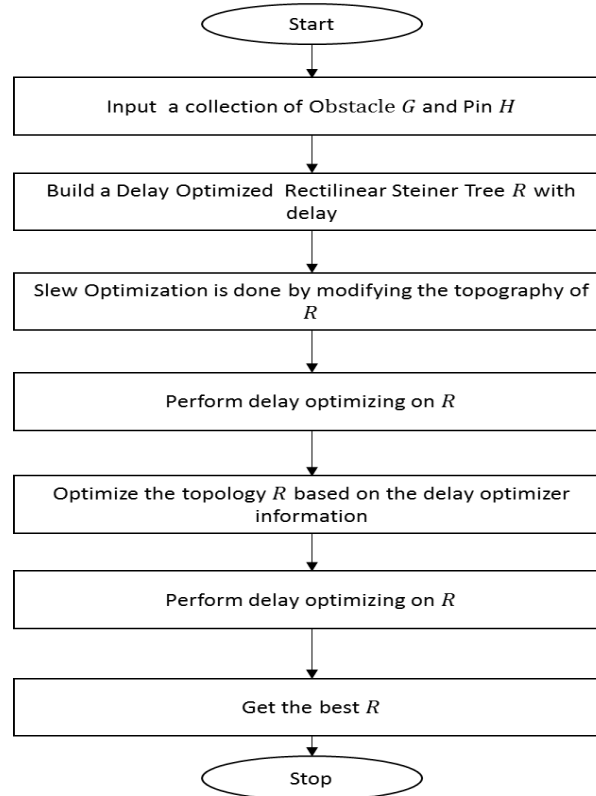 Start
Input a collection of Obstacle G and Pin H
Build a Delay Optimized Rectilinear Steiner Tree R with
delay
Slew Optimization is done by modifying the topography of
R
Perform delay optimizing on R
Optimize the topology R based on the delay optimizer
information
Perform delay optimizing on R
Get the best R
Stop